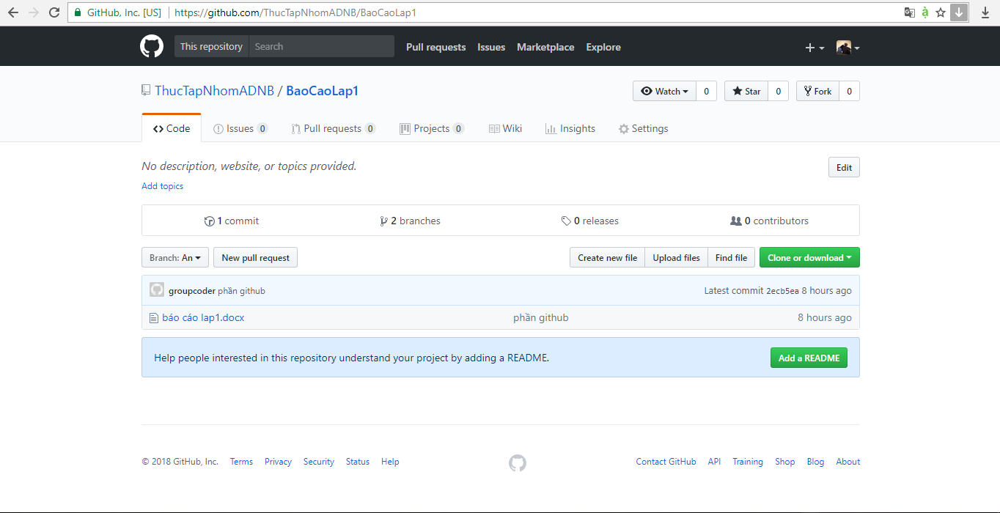 GitHub, Inc. [US] https://github.com/ThucTapNhomADNB/BaoCaoLap1
This repository Search Pull requests Issues Marketplace Explore
ThucTapNhomADNB / BaoCaoLap1 Watch 0 Star 0 Fork 0
Code Issues 0 Pull requests 0 Projects 0 Wiki Insights Settings
No description, website, or topics provided. Edit
Add topics
1 commit 2 branches 0 releases 0 contributors
Branch: An New pull request Create new file Upload files Find file Clone or download
groupcoder phần github Latest commit 2ecb5ea 8 hours ago
báo cáo lap1.docx phần github 8 hours ago
Help people interested in this repository understand your project by adding a README. Add a README
© 2018 GitHub, Inc. Terms Privacy Security Status Help Contact GitHub API Training Shop Blog About